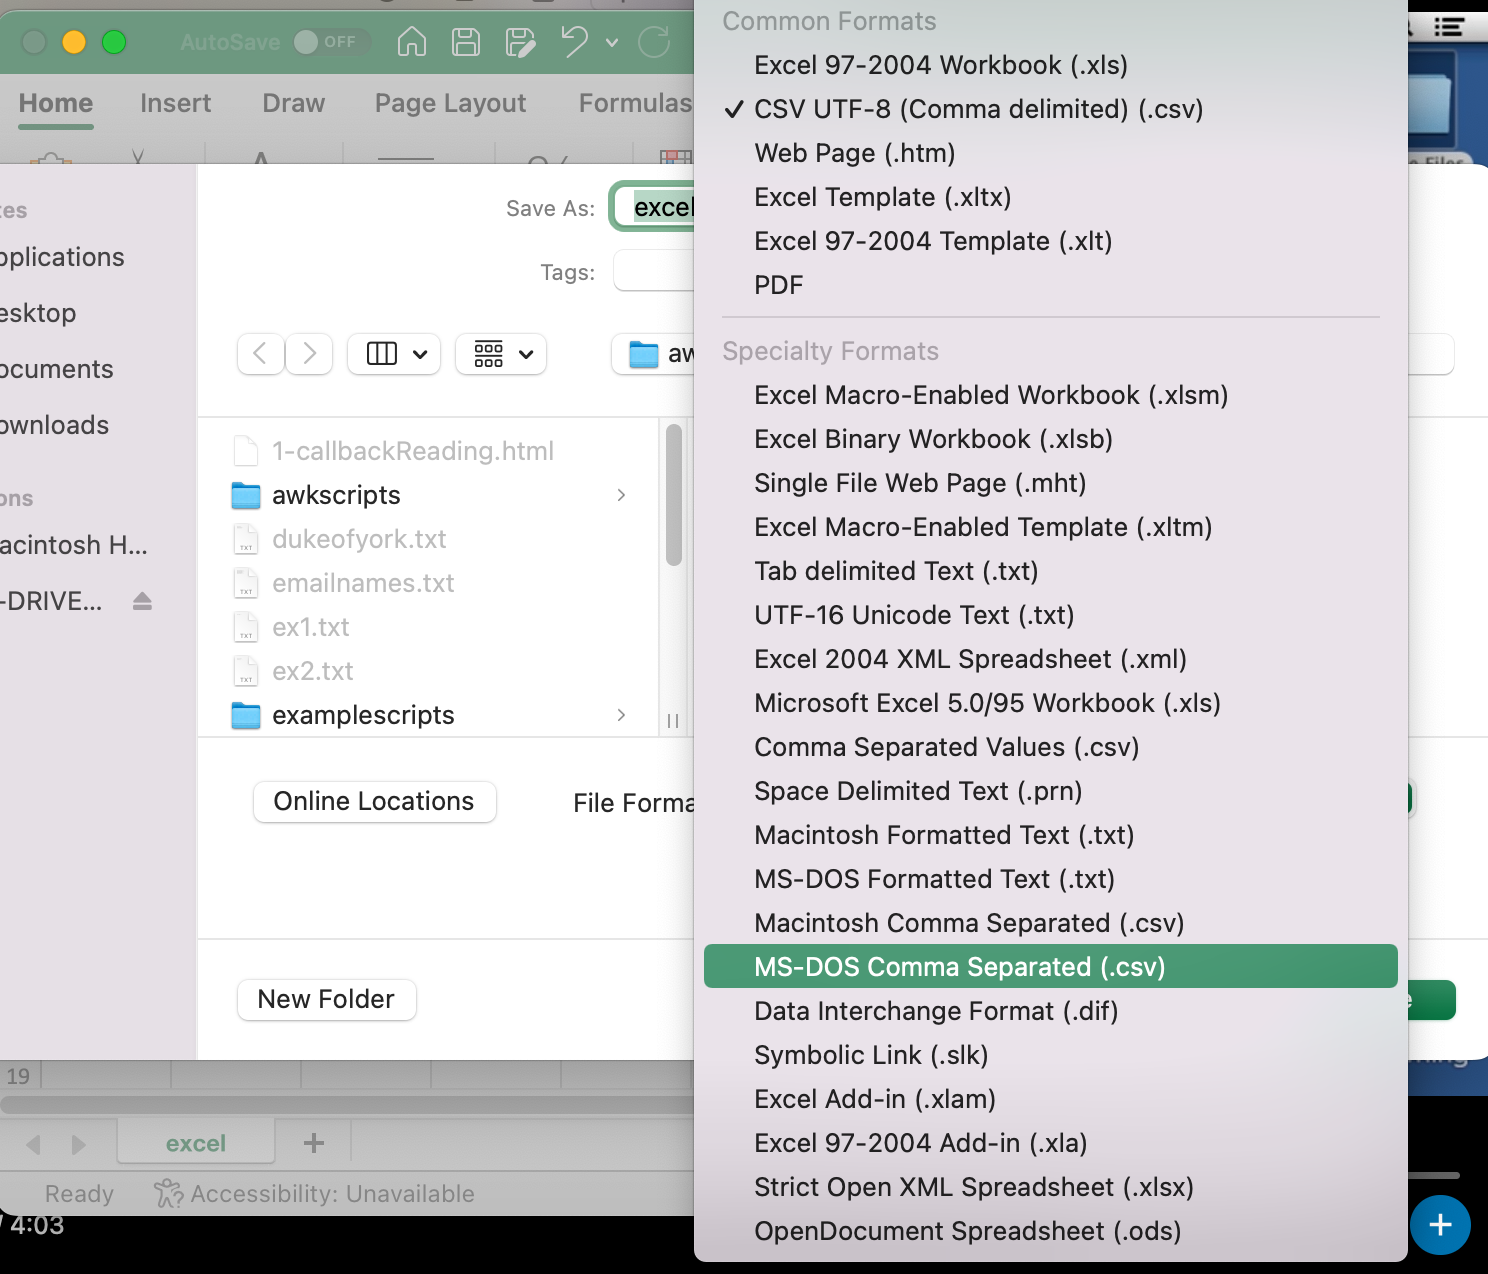 AutoSave OFF
Home Insert Draw Page Layout Formulas
Save As: excel
Tags:
plications
esktop
ocuments
ownloads
acintosh H...
-DRIVE...
1-callbackReading.html
awkscripts
dukeofyork.txt
emailnames.txt
ex1.txt
ex2.txt
examplescripts
Online Locations
File Forma
New Folder
19
excel
Ready
Accessibility: Unavailable
4:03
Common Formats
Excel 97-2004 Workbook (.xls)
✓ CSV UTF-8 (Comma delimited) (.csv)
Web Page (.htm)
Excel Template (.xltx)
Excel 97-2004 Template (.xlt)
PDF
Specialty Formats
Excel Macro-Enabled Workbook (.xlsm)
Excel Binary Workbook (.xlsb)
Single File Web Page (.mht)
Excel Macro-Enabled Template (.xltm)
Tab delimited Text (.txt)
UTF-16 Unicode Text (.txt)
Excel 2004 XML Spreadsheet (.xml)
Microsoft Excel 5.0/95 Workbook (.xls)
Comma Separated Values (.csv)
Space Delimited Text (.prn)
Macintosh Formatted Text (.txt)
MS-DOS Formatted Text (.txt)
Macintosh Comma Separated (.csv)
MS-DOS Comma Separated (.csv)
Data Interchange Format (.dif)
Symbolic Link (.slk)
Excel Add-in (.xlam)
Excel 97-2004 Add-in (.xla)
Strict Open XML Spreadsheet (.xlsx)
OpenDocument Spreadsheet (.ods)